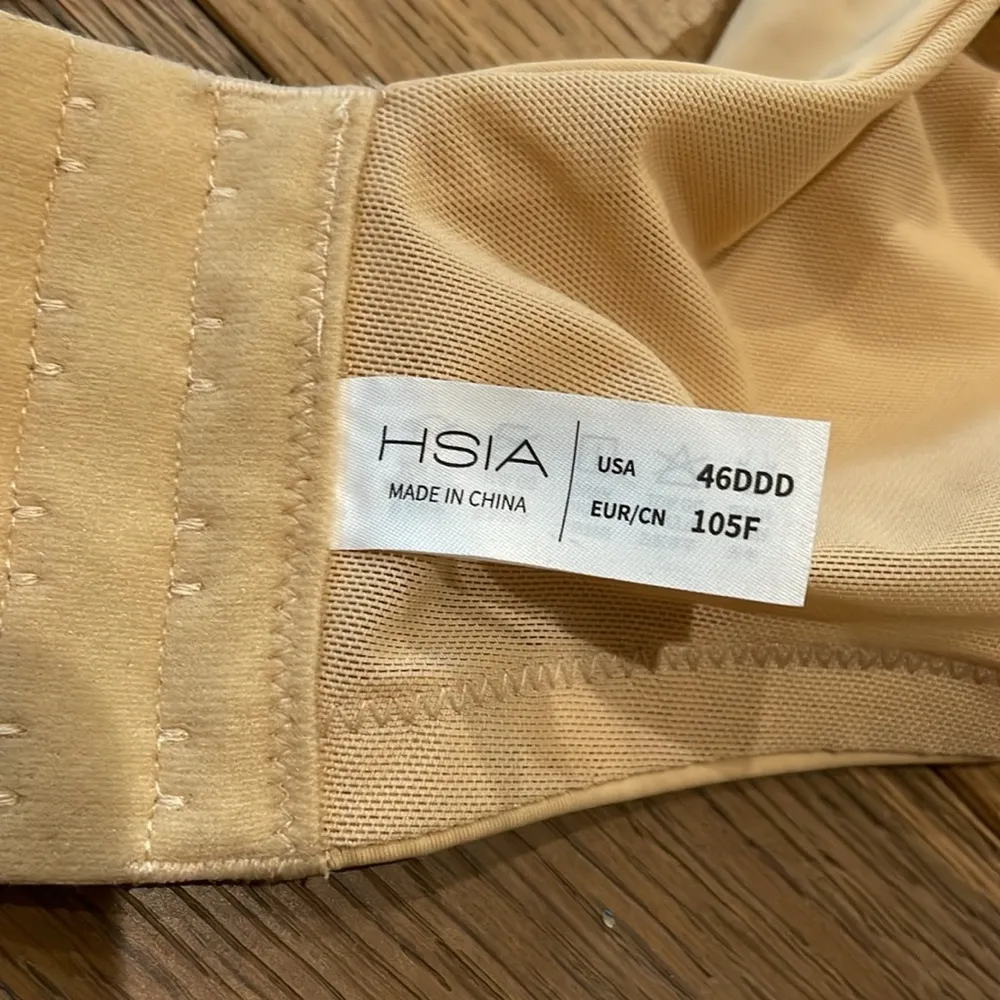 HSIA
MADE IN CHINA
USA 46DDD
EUR/CN 105F